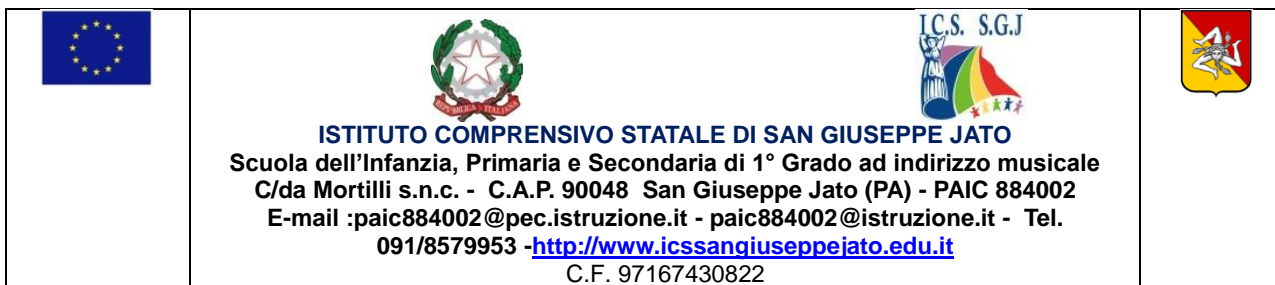 I.C.S. S.G.J
REPVBBLICA ITALIANA
ISTITUTO COMPRENSIVO STATALE DI SAN GIUSEPPE JATO
Scuola dell'Infanzia, Primaria e Secondaria di 1° Grado ad indirizzo musicale
C/da Mortilli s.n.c. - C.A.P. 90048 San Giuseppe Jato (PA) - PAIC 884002
E-mail :paic884002@pec.istruzione.it - paic884002@istruzione.it - Tel.
091/8579953 -http://www.icssangiuseppejato.edu.it
C.F. 97167430822